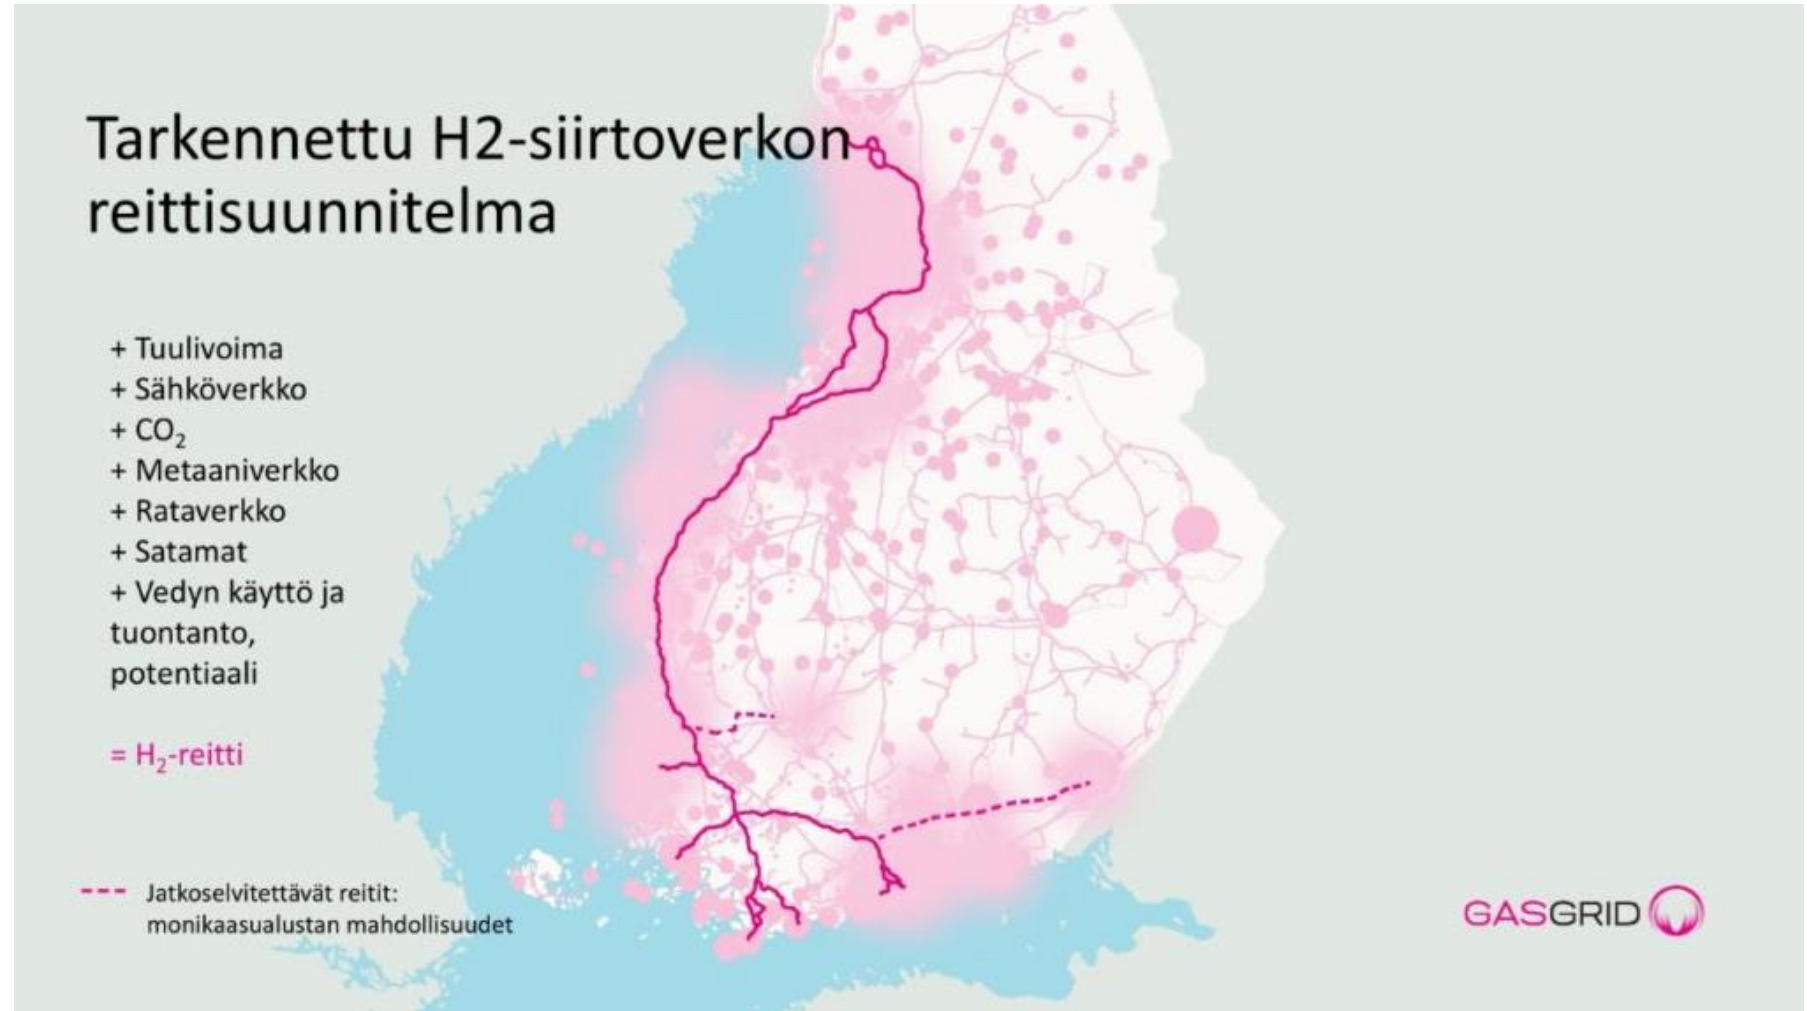 Tarkennettu H2-siirtoverkon
reittisuunnitelma
+ Tuulivoima
+ Sähköverkko
+ CO₂
+ Metaaniverkko
+ Rataverkko
+ Satamat
+ Vedyn käyttö ja
tuontanto,
potentiaali
= H₂-reitti
Jatkoselvitettävät reitit:
monikaasualustan mahdollisuudet
GASGRID